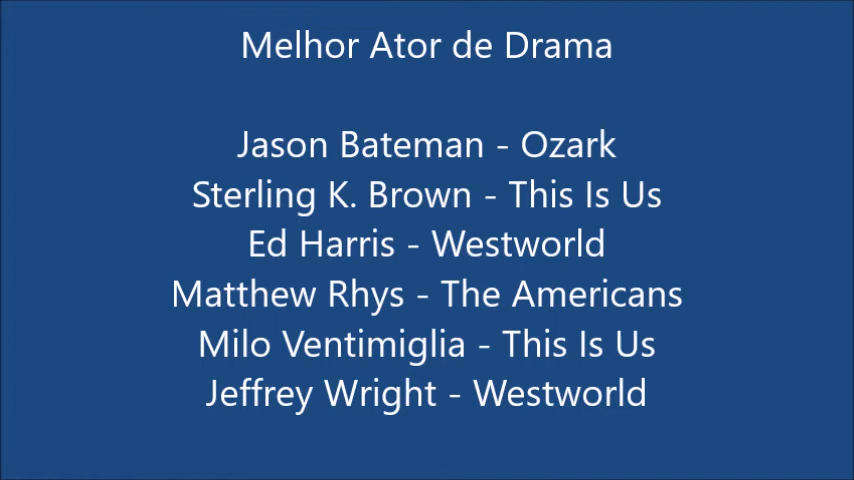 Melhor Ator de Drama
Jason Bateman - Ozark
Sterling K. Brown - This Is Us
Ed Harris - Westworld
Matthew Rhys - The Americans
Milo Ventimiglia - This Is Us
Jeffrey Wright - Westworld